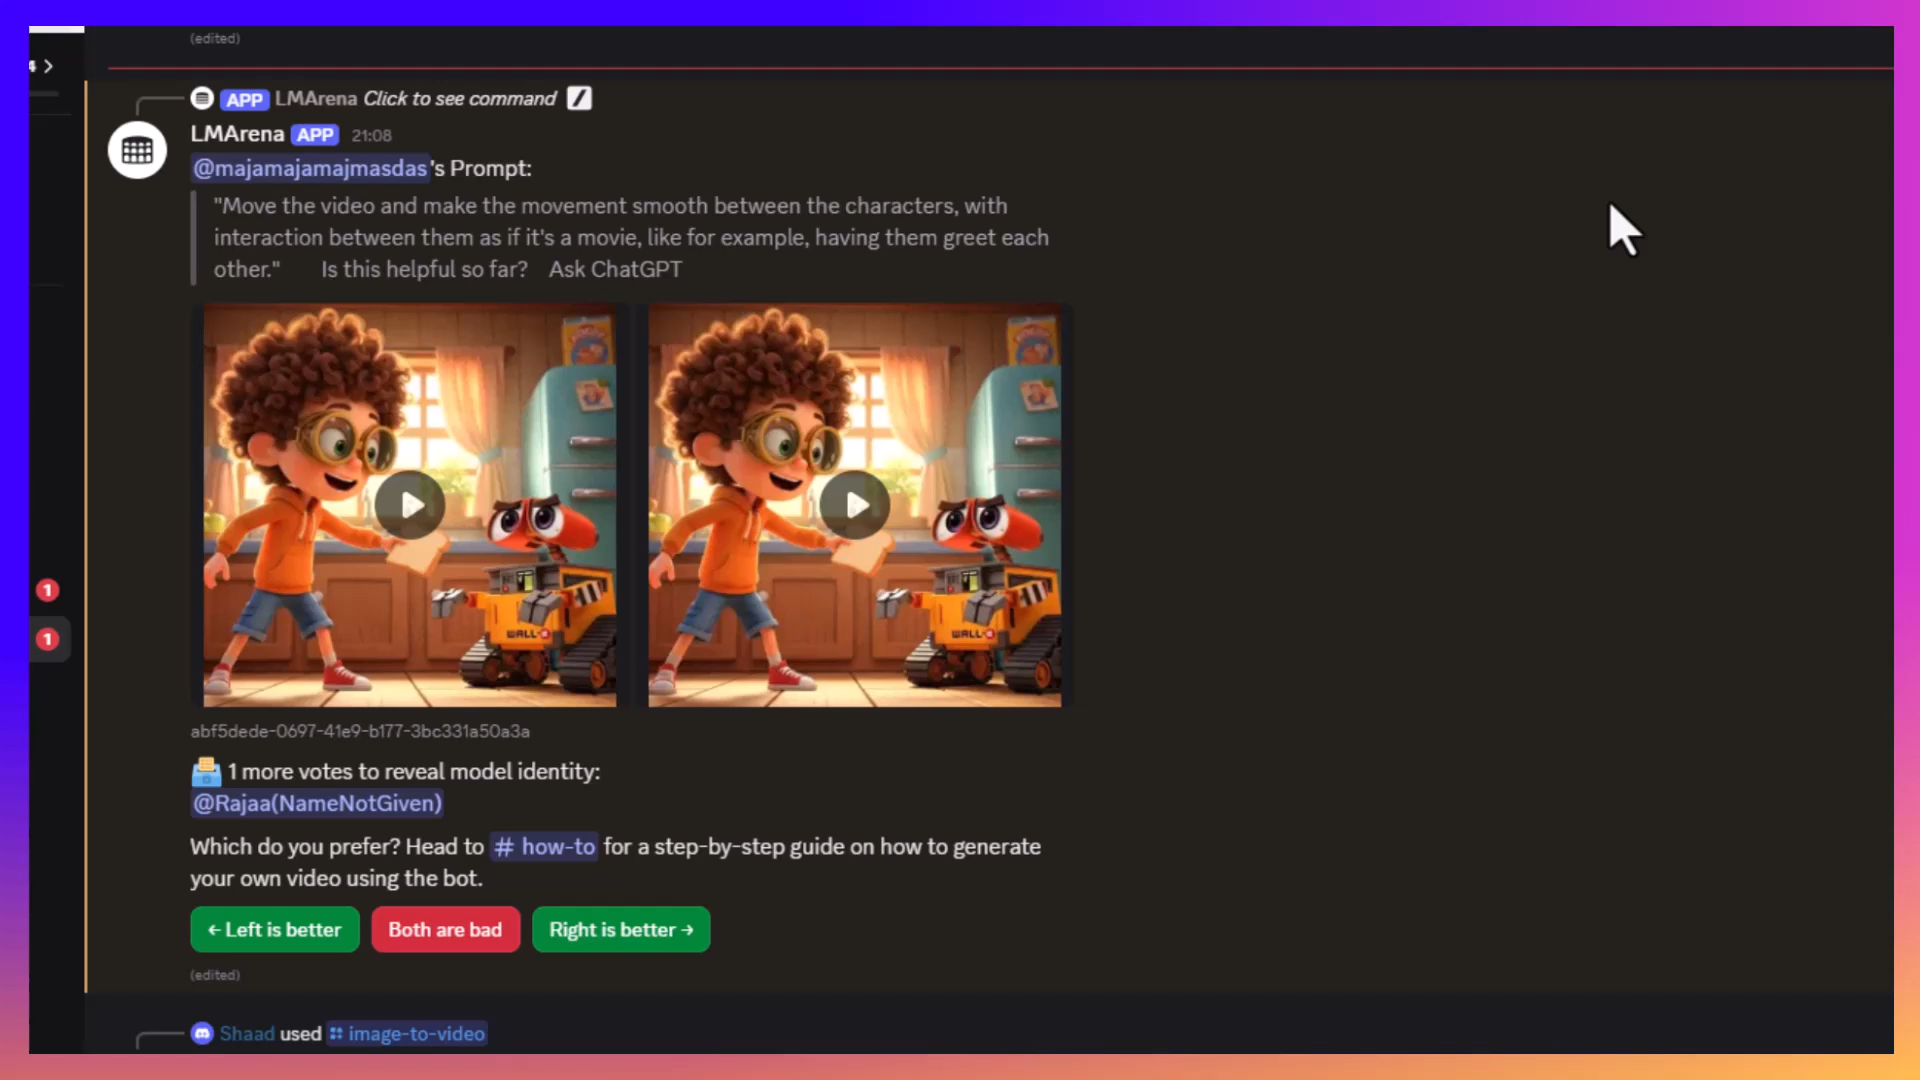 (edited)
4 >
APP LMArena Click to see command
LMArena APP 21:08
@majamajamajmasdas's Prompt:
"Move the video and make the movement smooth between the characters, with
interaction between them as if it's a movie, like for example, having them greet each
other." Is this helpful so far? Ask ChatGPT
WALL·E
WALL·E
abf5dede-0697-41e9-b177-3bc331a50a3a
1 more votes to reveal model identity:
@Rajaa(NameNotGiven)
Which do you prefer? Head to # how-to for a step-by-step guide on how to generate
your own video using the bot.
← Left is better
Both are bad
Right is better →
(edited)
1
1
Shaad used image-to-video